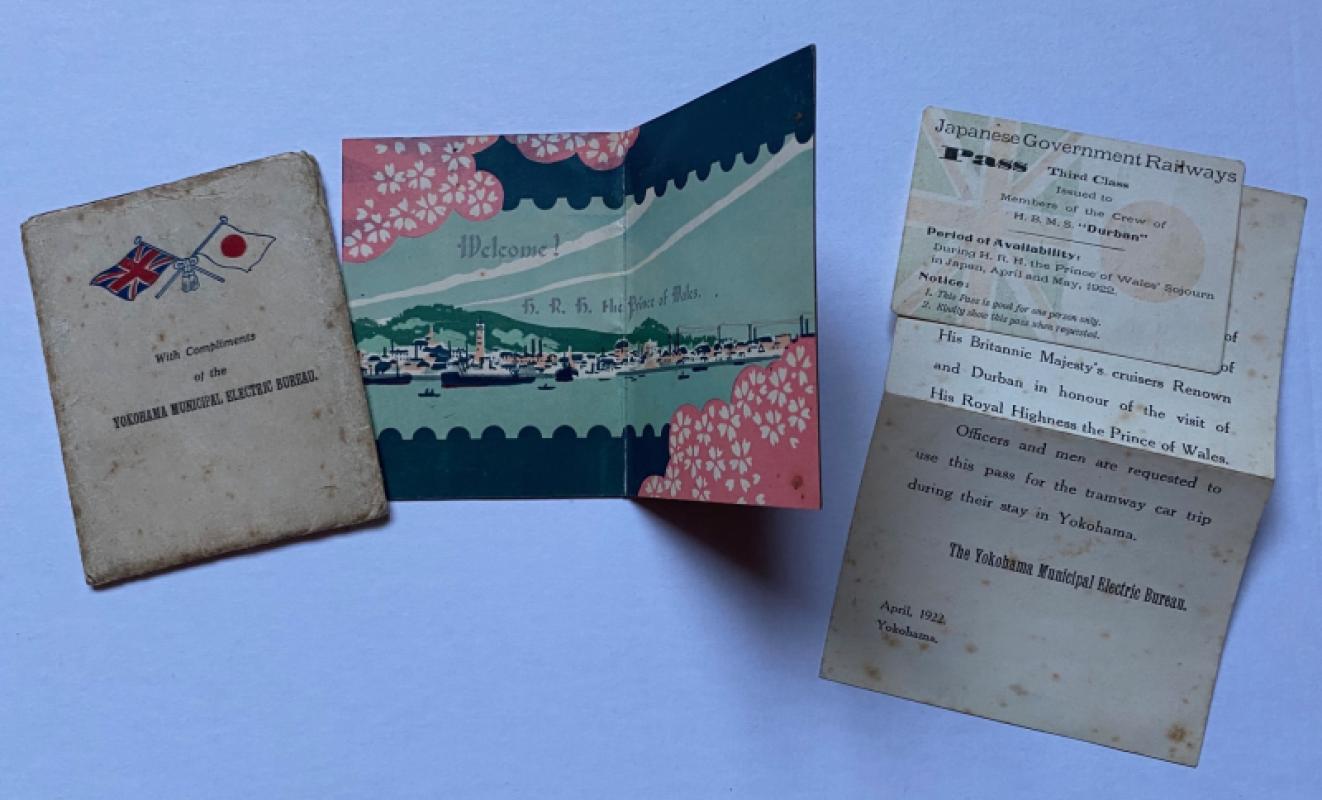 With Compliments
of the
YOKOHAMA MUNICIPAL ELECTRIC BUREAU.
Welcome!
H. R. H. the Prince of Wales.
Japanese Government Railways
Pass Third Class
Issued to
Members of the Crew of
H. B. M. S. "Durban"
Period of Availability:
During H. R. H. the Prince of Wales' Sojourn
in Japan, April and May, 1922.
Notice:
1. This Pass is good for one person only.
2. Kindly show this pass when requested.
of
of
His Britannic Majesty's cruisers Renown
and Durban in honour of the visit of
His Royal Highness the Prince of Wales.
Officers and men are requested to
use this pass for the tramway car trip
during their stay in Yokohama.
The Yokohama Municipal Electric Bureau.
April, 1922.
Yokohama.